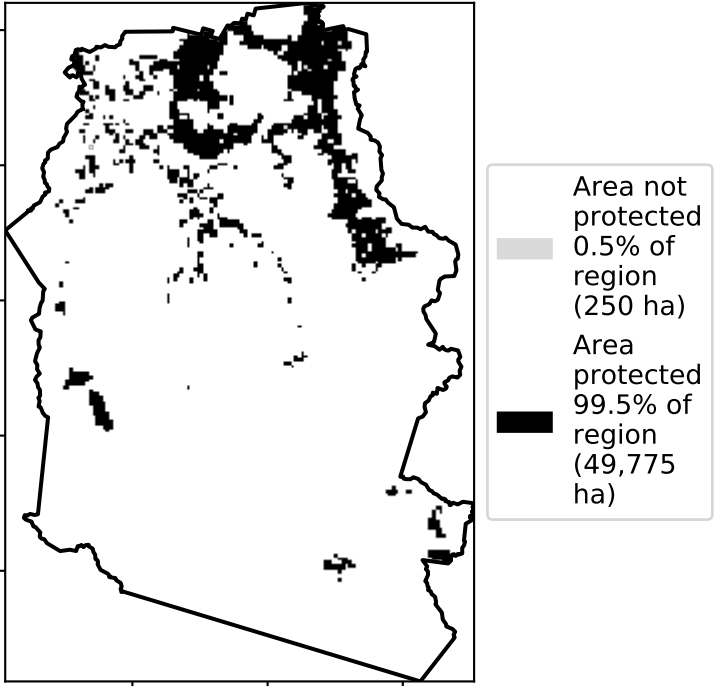 Area not
protected
0.5% of
region
(250 ha)
Area
protected
99.5% of
region
(49,775
ha)